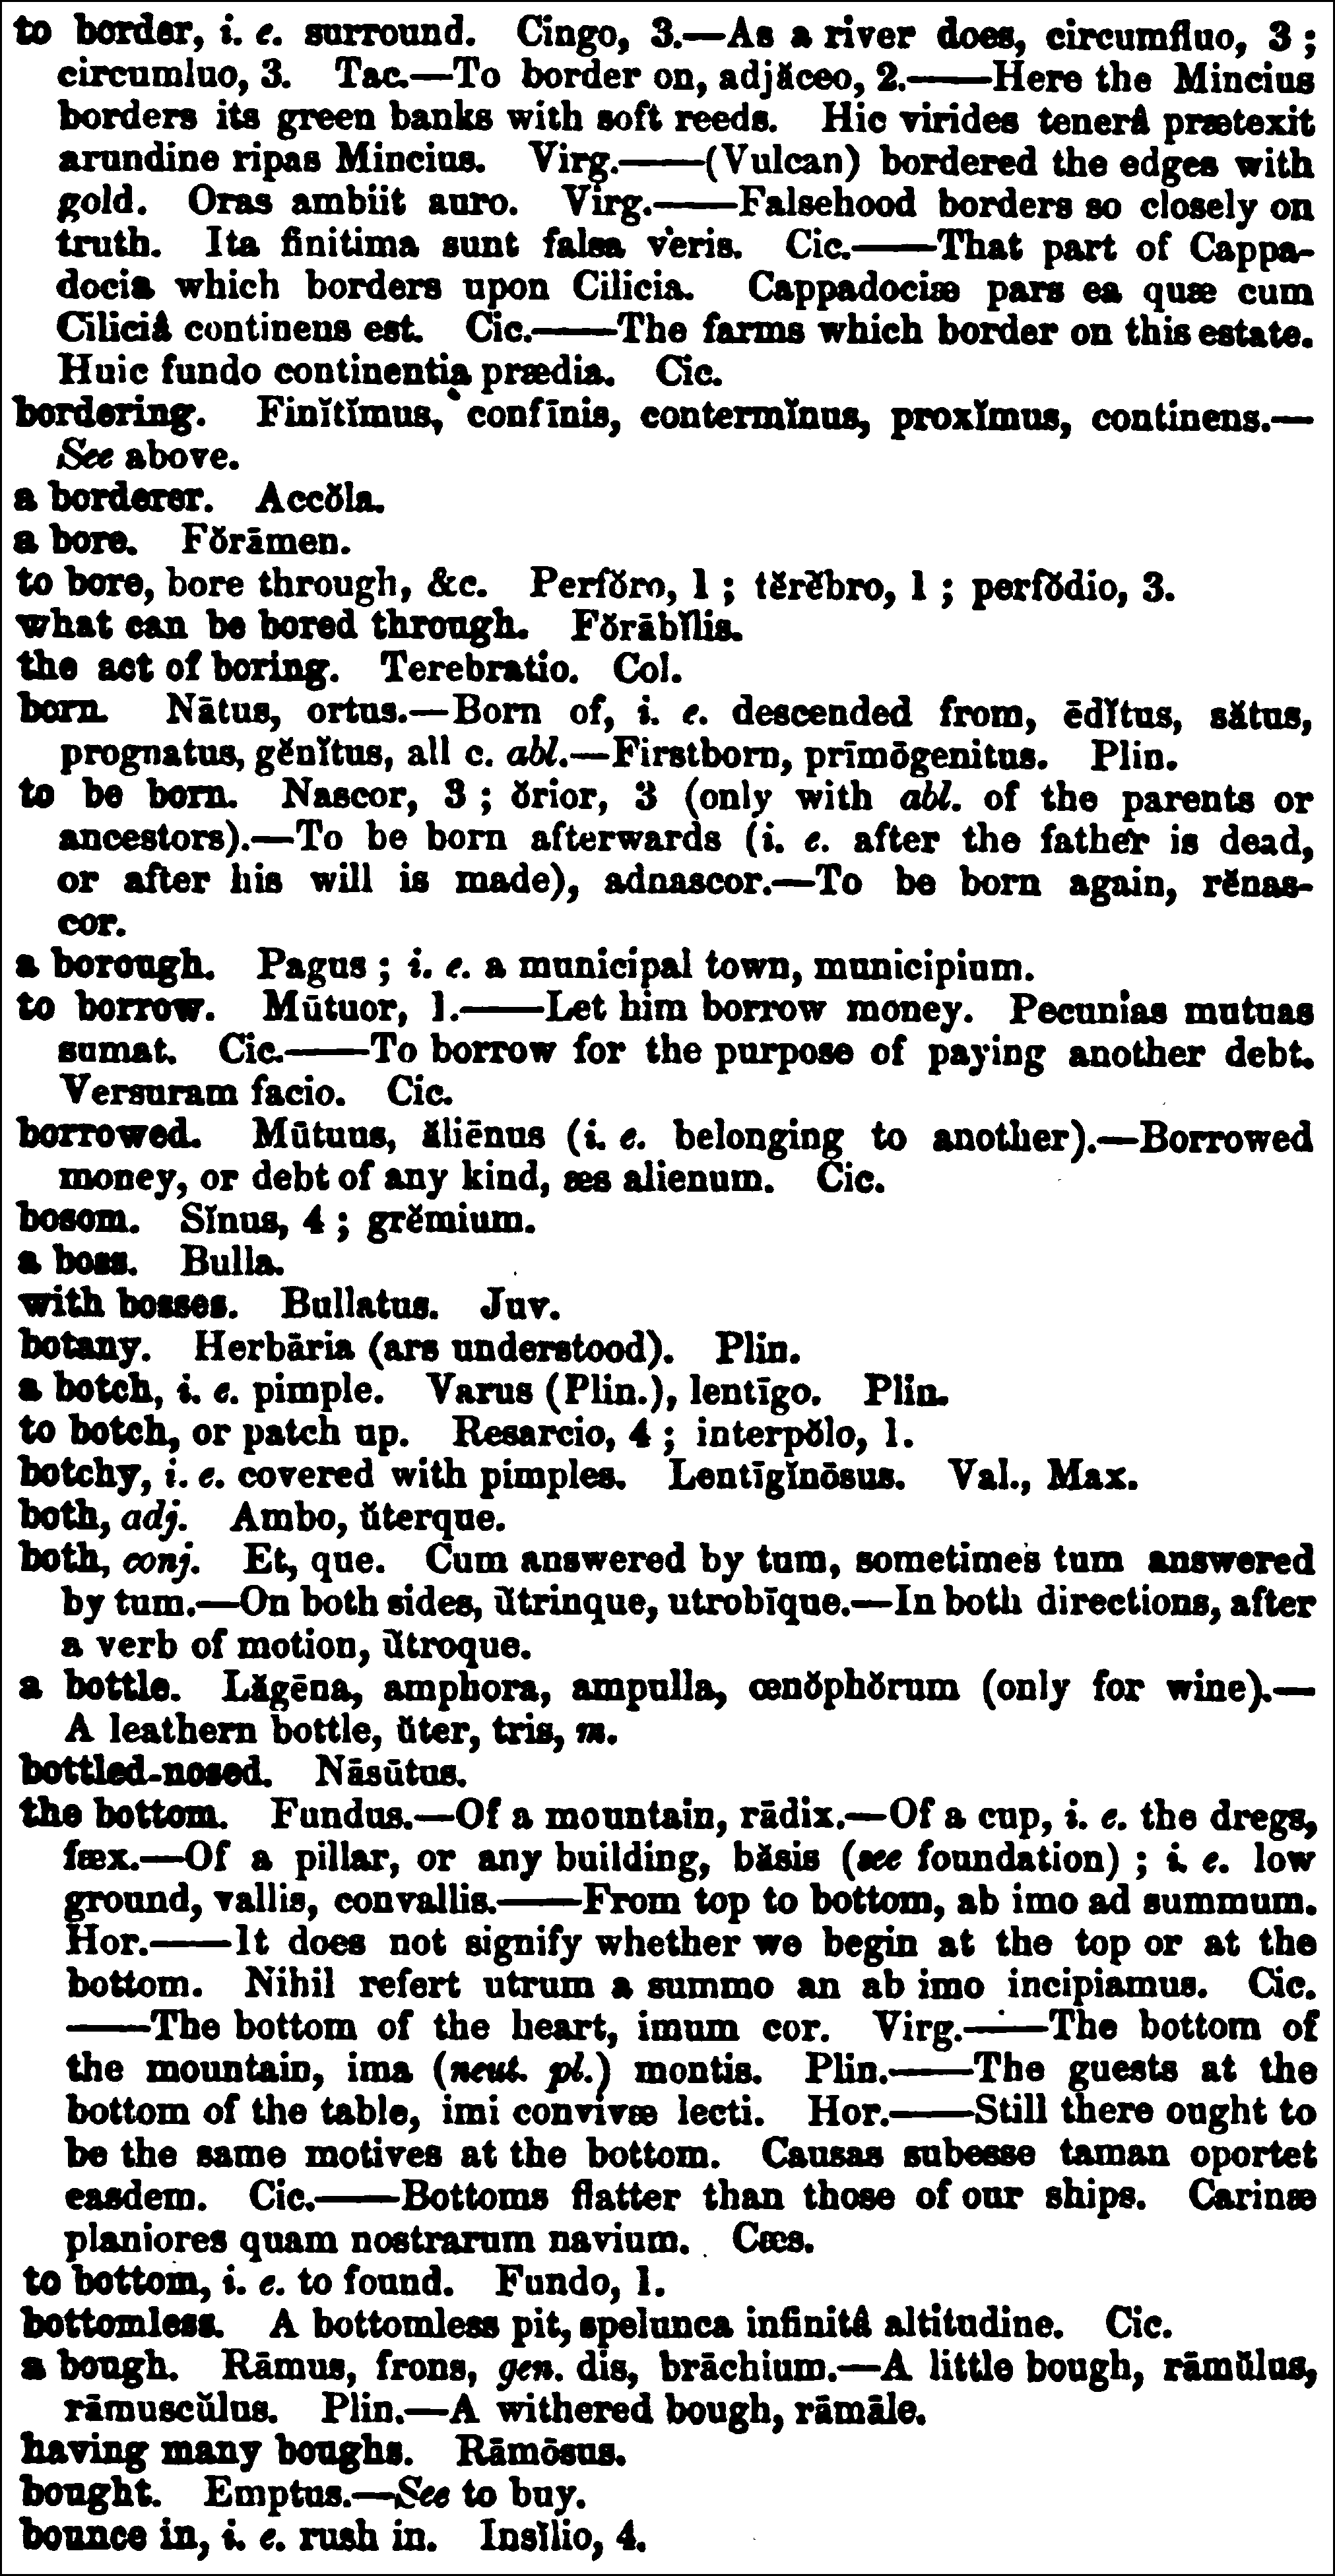 to border, i. e. surround. Cingo, 3.—As a river does, circumfluo, 3 ;
circumluo, 3. Tac.—To border on, adjăceo, 2.——Here the Mincius
borders its green banks with soft reeds. Hic virides tenerâ prætexit
arundine ripas Mincius. Virg.——(Vulcan) bordered the edges with
gold. Oras ambiit auro. Virg.——Falsehood borders so closely on
truth. Ita finitima sunt falsa veris. Cic.——That part of Cappa-
docia which borders upon Cilicia. Cappadociæ pars ea quæ cum
Ciliciâ continens est. Cic.——The farms which border on this estate.
Huic fundo continentia prædia. Cic.
bordering. Finĭtĭmus, confīnis, contermĭnus, proxĭmus, continens.—
See above.
a borderer. Accŏla.
a bore. Fŏrāmen.
to bore, bore through, &c. Perfŏro, 1 ; tĕrĕbro, 1 ; perfŏdio, 3.
what can be bored through. Fŏrābĭlis.
the act of boring. Terebratio. Col.
born. Nātus, ortus.—Born of, i. e. descended from, ēdĭtus, sătus,
prognatus, gĕnĭtus, all c. abl.—Firstborn, prīmōgenitus. Plin.
to be born. Nascor, 3 ; ŏrior, 3 (only with abl. of the parents or
ancestors).—To be born afterwards (i. e. after the father is dead,
or after his will is made), adnascor.—To be born again, rĕnas-
cor.
a borough. Pagus ; i. e. a municipal town, municipium.
to borrow. Mūtuor, 1.——Let him borrow money. Pecunias mutuas
sumat. Cic.——To borrow for the purpose of paying another debt.
Versuram facio. Cic.
borrowed. Mūtuus, ăliēnus (i. e. belonging to another).—Borrowed
money, or debt of any kind, æs alienum. Cic.
bosom. Sĭnus, 4 ; grĕmium.
a boss. Bulla.
with bosses. Bullatus. Juv.
botany. Herbāria (ars understood). Plin.
a botch, i. e. pimple. Varus (Plin.), lentīgo. Plin.
to botch, or patch up. Resarcio, 4 ; interpŏlo, 1.
botchy, i. e. covered with pimples. Lentīgĭnōsus. Val., Max.
both, adj. Ambo, ŭterque.
both, conj. Et, que. Cum answered by tum, sometimes tum answered
by tum.—On both sides, ŭtrinque, utrobīque.—In both directions, after
a verb of motion, ŭtroque.
a bottle. Lăgēna, amphora, ampulla, œnŏphŏrum (only for wine).—
A leathern bottle, ŭter, tris, m.
bottled-nosed. Nāsūtus.
the bottom. Fundus.—Of a mountain, rādix.—Of a cup, i. e. the dregs,
fæx.—Of a pillar, or any building, băsis (see foundation) ; i. e. low
ground, vallis, convallis.——From top to bottom, ab imo ad summum.
Hor.——It does not signify whether we begin at the top or at the
bottom. Nihil refert utrum a summo an ab imo incipiamus. Cic.
——The bottom of the heart, imum cor. Virg.——The bottom of
the mountain, ima (neut. pl.) montis. Plin.——The guests at the
bottom of the table, imi convivæ lecti. Hor.——Still there ought to
be the same motives at the bottom. Causas subesse taman oportet
easdem. Cic.——Bottoms flatter than those of our ships. Carinæ
planiores quam nostrarum navium. Cæs.
to bottom, i. e. to found. Fundo, 1.
bottomless. A bottomless pit, spelunca infinitâ altitudine. Cic.
a bough. Rāmus, frons, gen. dis, brāchium.—A little bough, rāmŭlus,
rāmuscŭlus. Plin.—A withered bough, rāmāle.
having many boughs. Rāmōsus.
bought. Emptus.—See to buy.
bounce in, i. e. rush in. Insĭlio, 4.